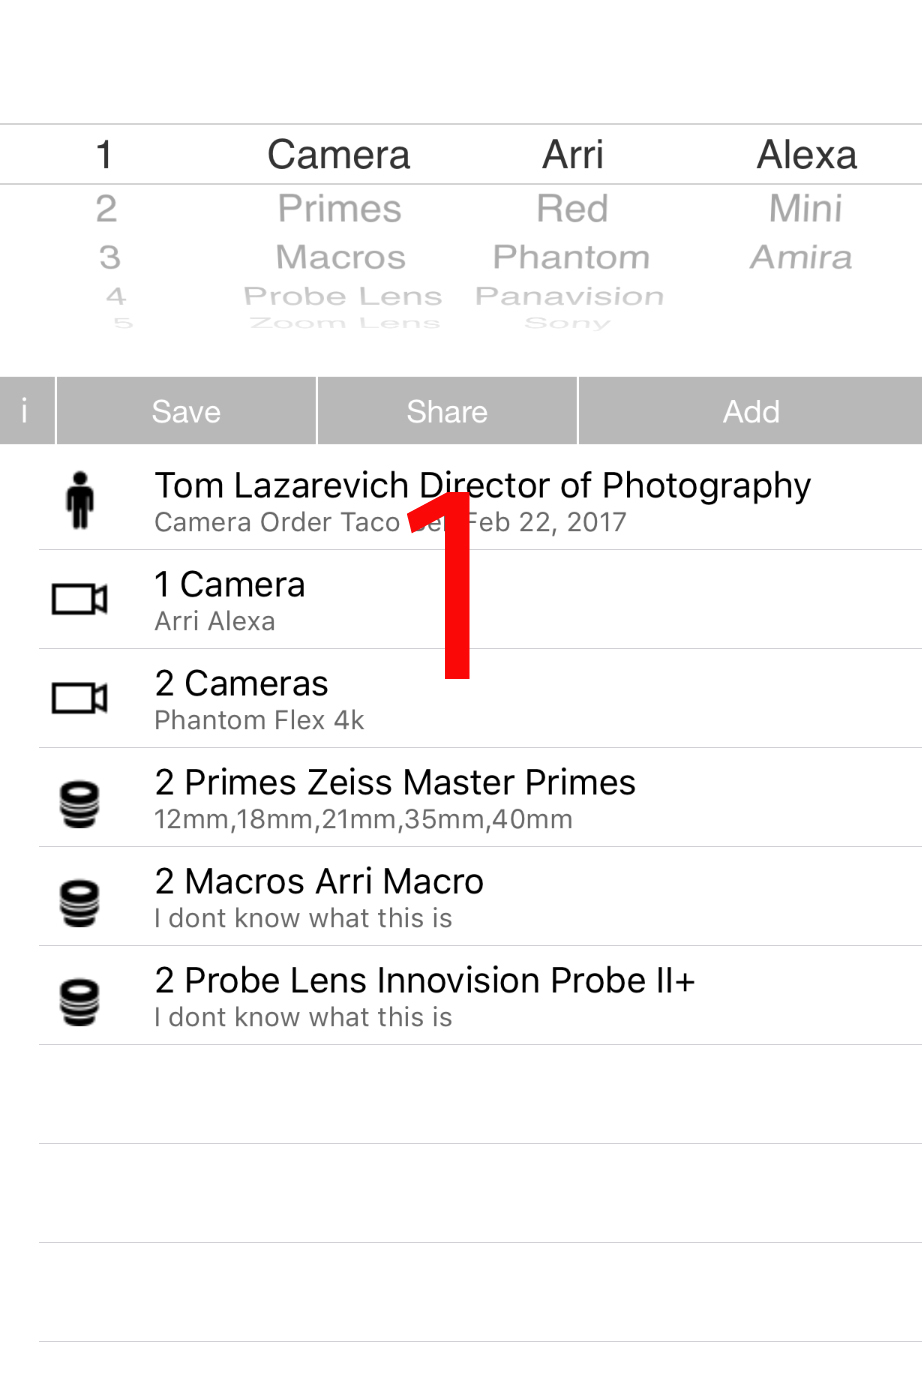 1 Camera Arri Alexa
2 Primes Red Mini
3 Macros Phantom Amira
4 Probe Lens Panavision
5 Zoom Lens Sony
i Save Share Add
Tom Lazarevich Director of Photography
Camera Order Taco Feb 22, 2017
1
1 Camera
Arri Alexa
2 Cameras
Phantom Flex 4k
2 Primes Zeiss Master Primes
12mm,18mm,21mm,35mm,40mm
2 Macros Arri Macro
I dont know what this is
2 Probe Lens Innovision Probe II+
I dont know what this is